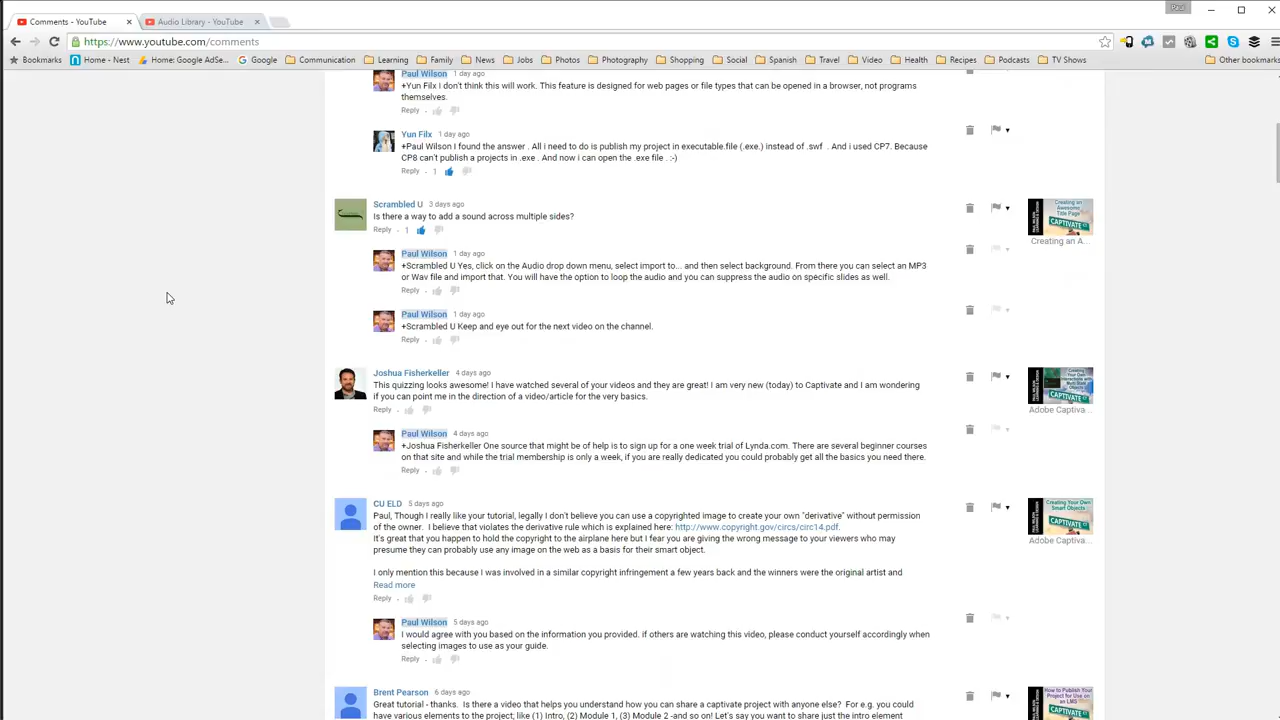 Paul
Comments - YouTube
Audio Library - YouTube
https://www.youtube.com/comments
Bookmarks Home - Nest Home: Google AdSe... Google Communication Learning Family News Jobs Photos Photography Shopping Social Spanish Travel Video Health Recipes Podcasts TV Shows Other bookmarks
Paul Wilson 1 day ago
+Yun Filx I don't think this will work. This feature is designed for web pages or file types that can be opened in a browser, not programs
themselves.
Reply
Yun Filx 1 day ago
+Paul Wilson I found the answer . All i need to do is publish my project in executable.file (.exe.) instead of .swf . And i used CP7. Because
CP8 can't publish a projects in .exe . And now i can open the .exe file . :-)
Reply · 1
Scrambled U 3 days ago
Is there a way to add a sound across multiple sides?
Reply · 1
Creating an Awesome Title Page
CAPTIVATE
Creating an A...
Paul Wilson 1 day ago
+Scrambled U Yes, click on the Audio drop down menu, select import to... and then select background. From there you can select an MP3
or Wav file and import that. You will have the option to loop the audio and you can suppress the audio on specific slides as well.
Reply
Paul Wilson 1 day ago
+Scrambled U Keep and eye out for the next video on the channel.
Reply
Joshua Fisherkeller 4 days ago
This quizzing looks awesome! I have watched several of your videos and they are great! I am very new (today) to Captivate and I am wondering
if you can point me in the direction of a video/article for the very basics.
Reply
CAPTIVATE
Adobe Captiva...
Paul Wilson 4 days ago
+Joshua Fisherkeller One source that might be of help is to sign up for a one week trial of Lynda.com. There are several beginner courses
on that site and while the trial membership is only a week, if you are really dedicated you could probably get all the basics you need there.
Reply
CU ELD 5 days ago
Paul, Though I really like your tutorial, legally I don't believe you can use a copyrighted image to create your own "derivative" without permission
of the owner. I believe that violates the derivative rule which is explained here: http://www.copyright.gov/circs/circ14.pdf.
It's great that you happen to hold the copyright to the airplane here but I fear you are giving the wrong message to your viewers who may
presume they can probably use any image on the web as a basis for their smart object.
I only mention this because I was involved in a similar copyright infringement a few years back and the winners were the original artist and
Read more
Reply
Creating Your Own Smart Objects
CAPTIVATE
Adobe Captiva...
Paul Wilson 5 days ago
I would agree with you based on the information you provided. if others are watching this video, please conduct yourself accordingly when
selecting images to use as your guide.
Reply
Brent Pearson 6 days ago
Great tutorial - thanks. Is there a video that helps you understand how you can share a captivate project with anyone else? For e.g. you could
have various elements to the project; like (1) Intro, (2) Module 1, (3) Module 2 -and so on! Let's say you want to share just the intro element
How to Publish Your Project for Use on an LMS